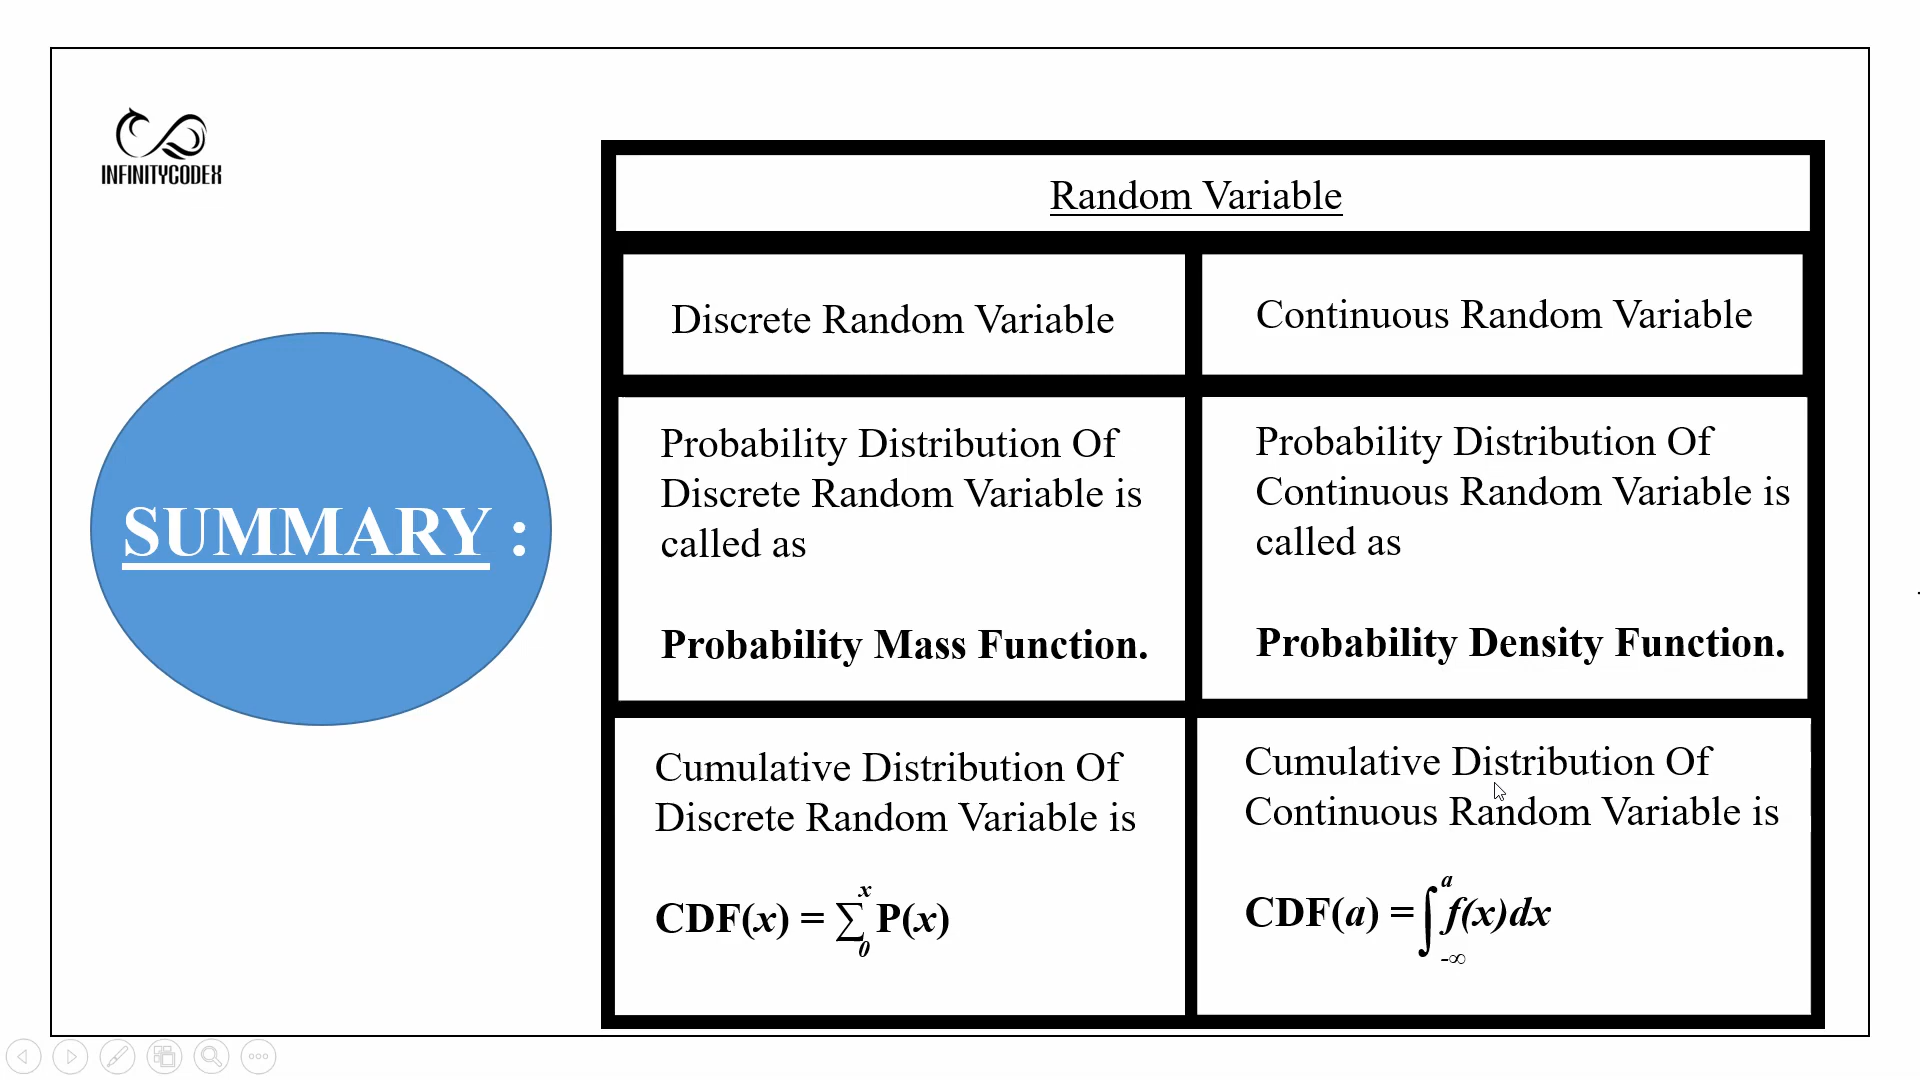 INFINITYCODEX
SUMMARY :
Random Variable
Discrete Random Variable
Continuous Random Variable
Probability Distribution Of
Discrete Random Variable is
called as
Probability Mass Function.
Probability Distribution Of
Continuous Random Variable is
called as
Probability Density Function.
Cumulative Distribution Of
Discrete Random Variable is
CDF(x) = ∑₀ˣ P(x)
Cumulative Distribution Of
Continuous Random Variable is
CDF(a) = ∫₋∞ᵃ f(x)dx